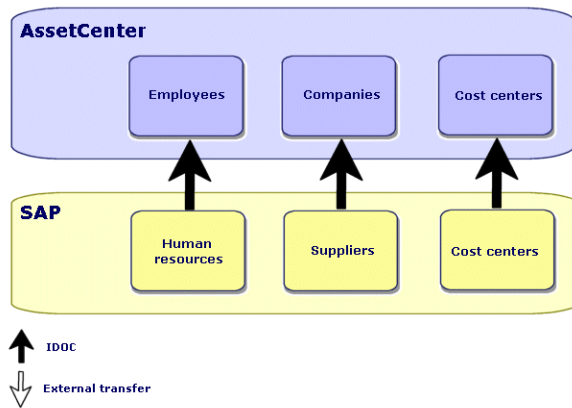 AssetCenter
Employees
Companies
Cost centers
SAP
Human
resources
Suppliers
Cost centers
IDOC
External transfer